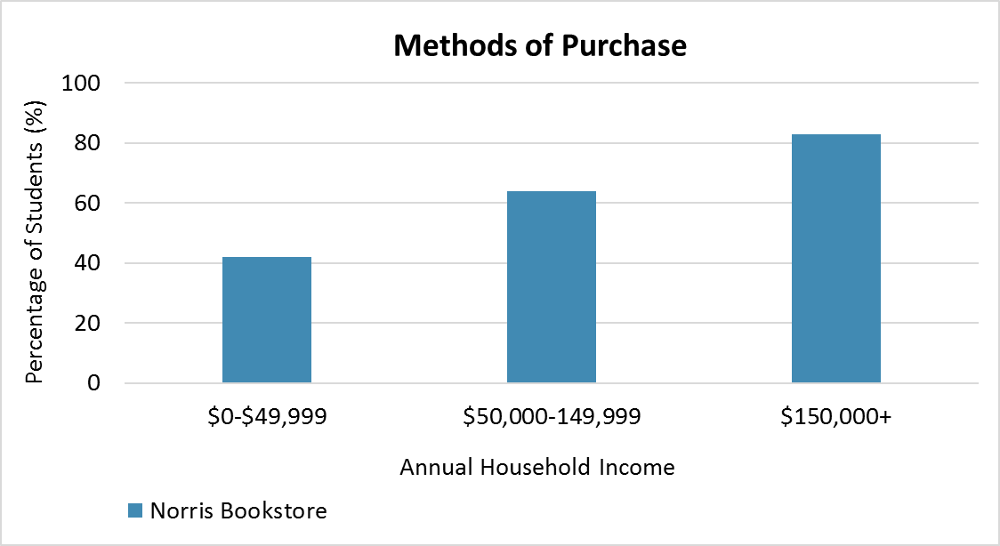 Methods of Purchase
Percentage of Students (%)
100
80
60
40
20
0
$0-$49,999
$50,000-149,999
$150,000+
Annual Household Income
Norris Bookstore